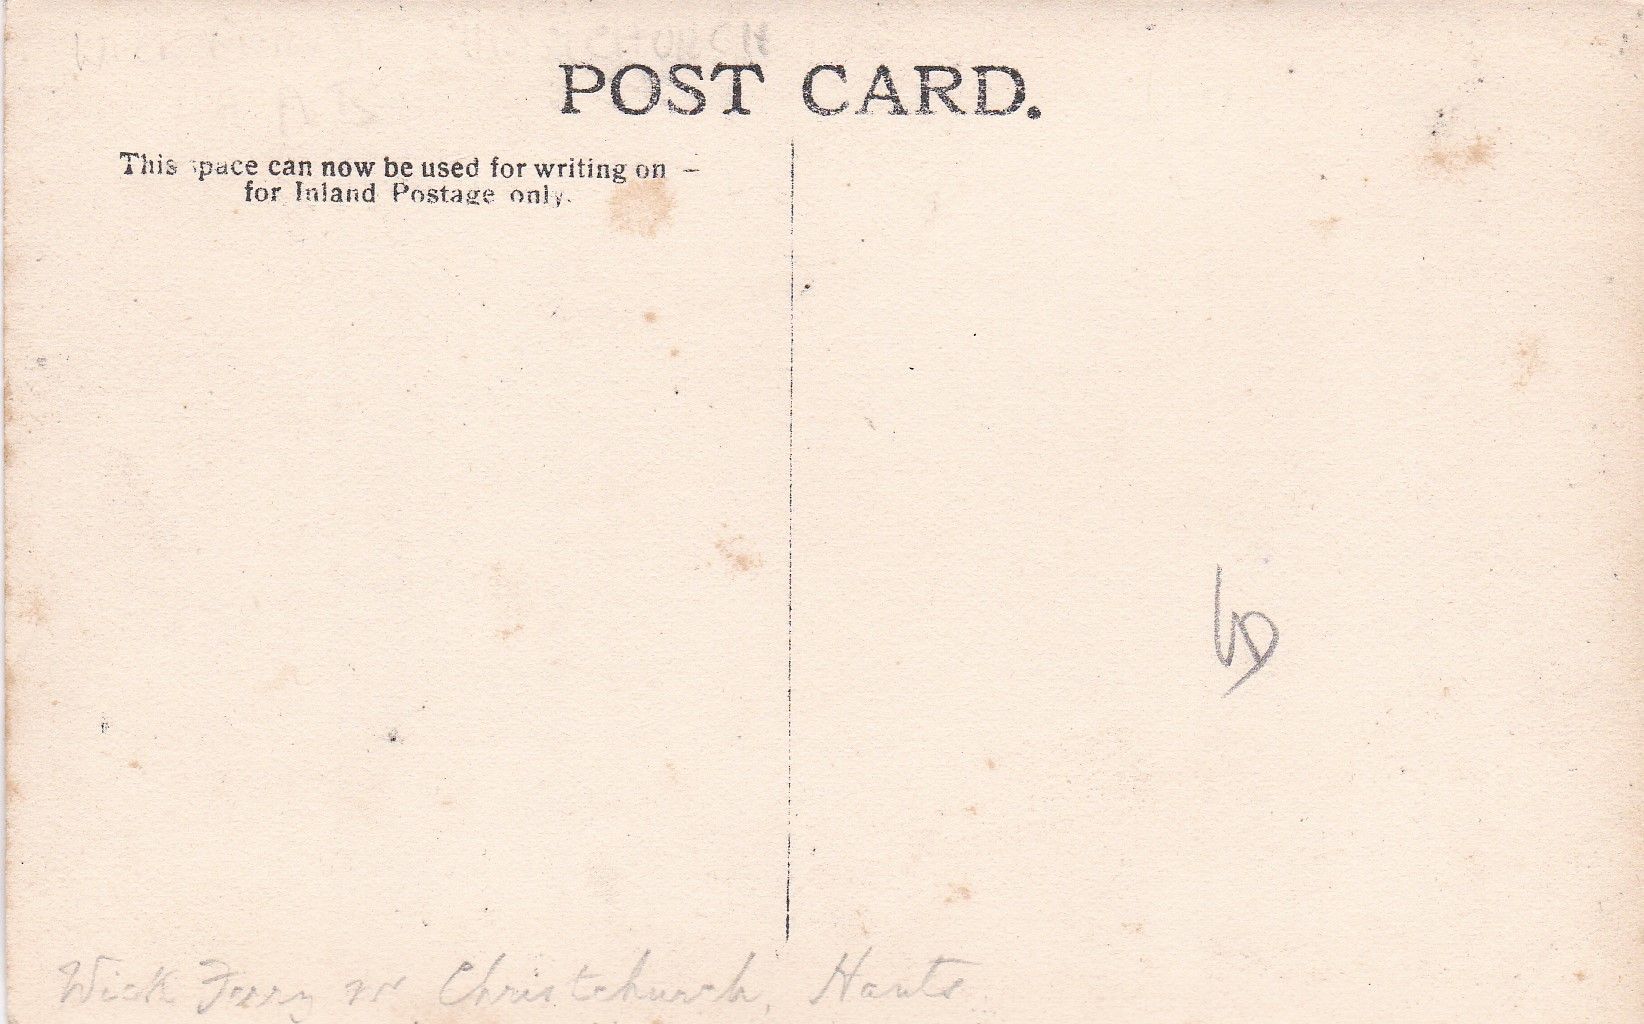 POST CARD.
This space can now be used for writing on —
for Inland Postage only.
Wick Ferry nr Christchurch, Hants